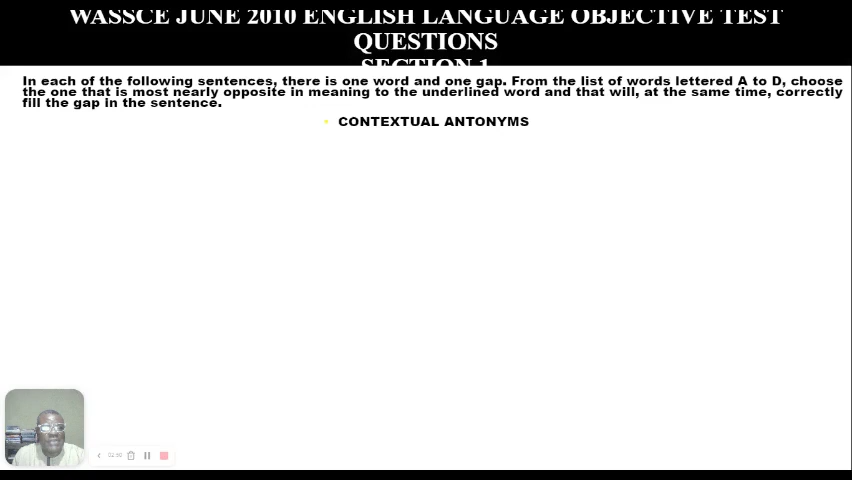 WASSCE JUNE 2010 ENGLISH LANGUAGE OBJECTIVE TEST
QUESTIONS
SECTION 1
In each of the following sentences, there is one word and one gap. From the list of words lettered A to D, choose
the one that is most nearly opposite in meaning to the underlined word and that will, at the same time, correctly
fill the gap in the sentence.
CONTEXTUAL ANTONYMS